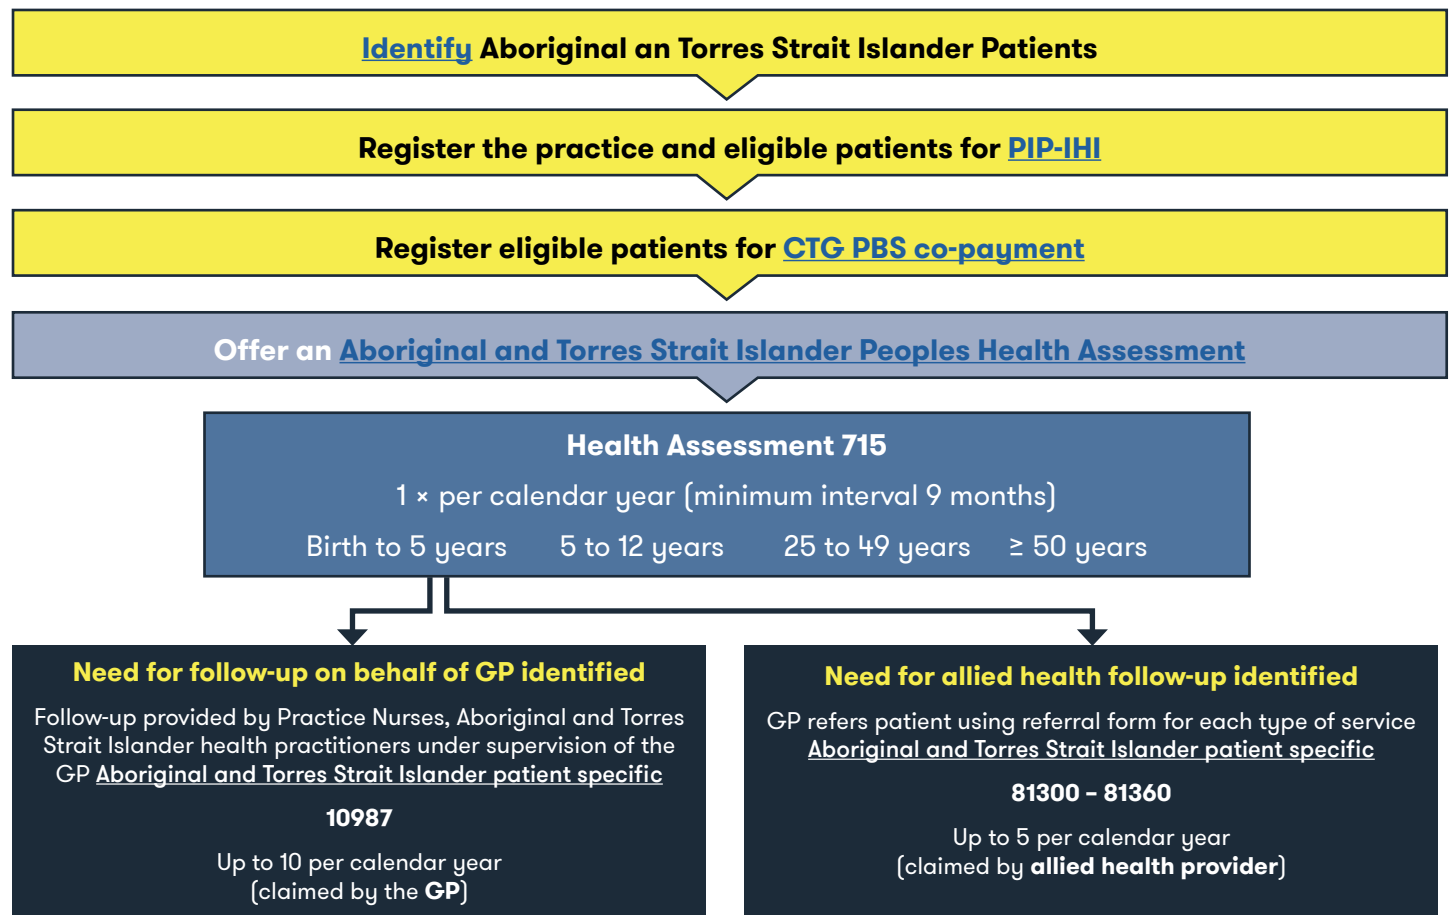 Identify Aboriginal an Torres Strait Islander Patients
Register the practice and eligible patients for PIP-IHI
Register eligible patients for CTG PBS co-payment
Offer an Aboriginal and Torres Strait Islander Peoples Health Assessment
Health Assessment 715
1 × per calendar year (minimum interval 9 months)
Birth to 5 years 5 to 12 years 25 to 49 years ≥ 50 years
Need for follow-up on behalf of GP identified
Follow-up provided by Practice Nurses, Aboriginal and Torres
Strait Islander health practitioners under supervision of the
GP Aboriginal and Torres Strait Islander patient specific
10987
Up to 10 per calendar year
(claimed by the GP)
Need for allied health follow-up identified
GP refers patient using referral form for each type of service
Aboriginal and Torres Strait Islander patient specific
81300 – 81360
Up to 5 per calendar year
(claimed by allied health provider)